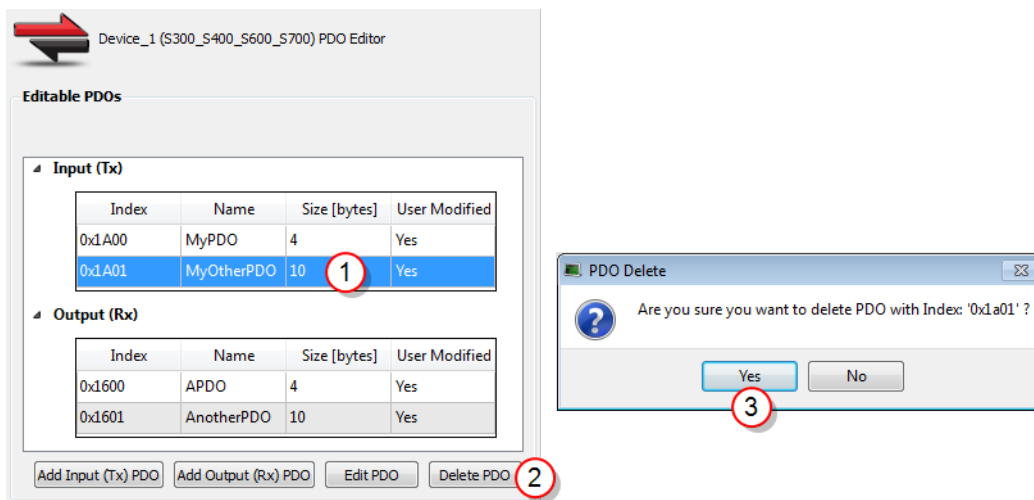 Device_1 (S300_S400_S600_S700) PDO Editor
Editable PDOs
Input (Tx)
Index Name Size [bytes] User Modified
0x1A00 MyPDO 4 Yes
0x1A01 MyOtherPDO 10 1 Yes
Output (Rx)
Index Name Size [bytes] User Modified
0x1600 APDO 4 Yes
0x1601 AnotherPDO 10 Yes
Add Input (Tx) PDO Add Output (Rx) PDO Edit PDO Delete PDO 2
PDO Delete
Are you sure you want to delete PDO with Index: '0x1a01' ?
Yes No
3